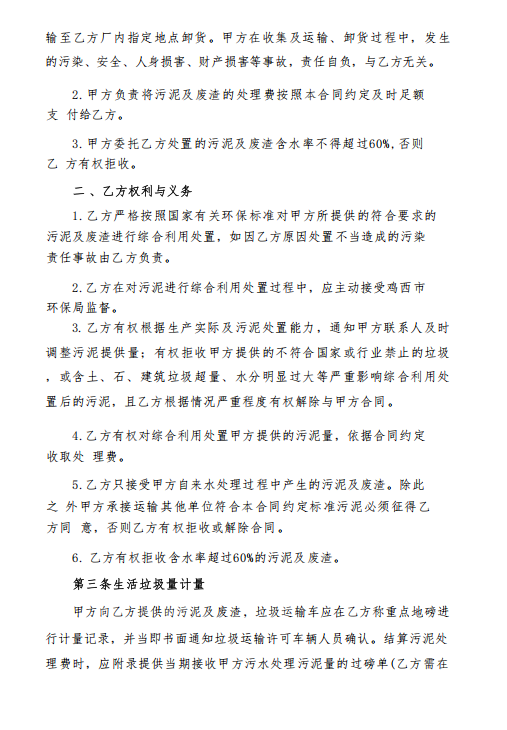 输至乙方厂内指定地点卸货。甲方在收集及运输、卸货过程中，发生
的污染、安全、人身损害、财产损害等事故，责任自负，与乙方无关。
2.甲方负责将污泥及废渣的处理费按照本合同约定及时足额
支 付给乙方。
3.甲方委托乙方处置的污泥及废渣含水率不得超过60%,否则
乙 方有权拒收。
二 、乙方权利与义务
1.乙方严格按照国家有关环保标准对甲方所提供的符合要求的
污泥及废渣进行综合利用处置，如因乙方原因处置不当造成的污染
责任事故由乙方负责。
2.乙方在对污泥进行综合利用处置过程中，应主动接受鸡西市
环保局监督。
3.乙方有权根据生产实际及污泥处置能力，通知甲方联系人及时
调整污泥提供量；有权拒收甲方提供的不符合国家或行业禁止的垃圾
，或含土、石、建筑垃圾超量、水分明显过大等严重影响综合利用处
置后的污泥，且乙方根据情况严重程度有权解除与甲方合同。
4.乙方有权对综合利用处置甲方提供的污泥量，依据合同约定
收取处 理费。
5.乙方只接受甲方自来水处理过程中产生的污泥及废渣。除此
之 外甲方承接运输其他单位符合本合同约定标准污泥必须征得乙
方同 意，否则乙方有权拒收或解除合同。
6. 乙方有权拒收含水率超过60%的污泥及废渣。
第三条生活垃圾量计量
甲方向乙方提供的污泥及废渣，垃圾运输车应在乙方称重点地磅进
行计量记录，并当即书面通知垃圾运输许可车辆人员确认。结算污泥处
理费时，应附录提供当期接收甲方污水处理污泥量的过磅单(乙方需在